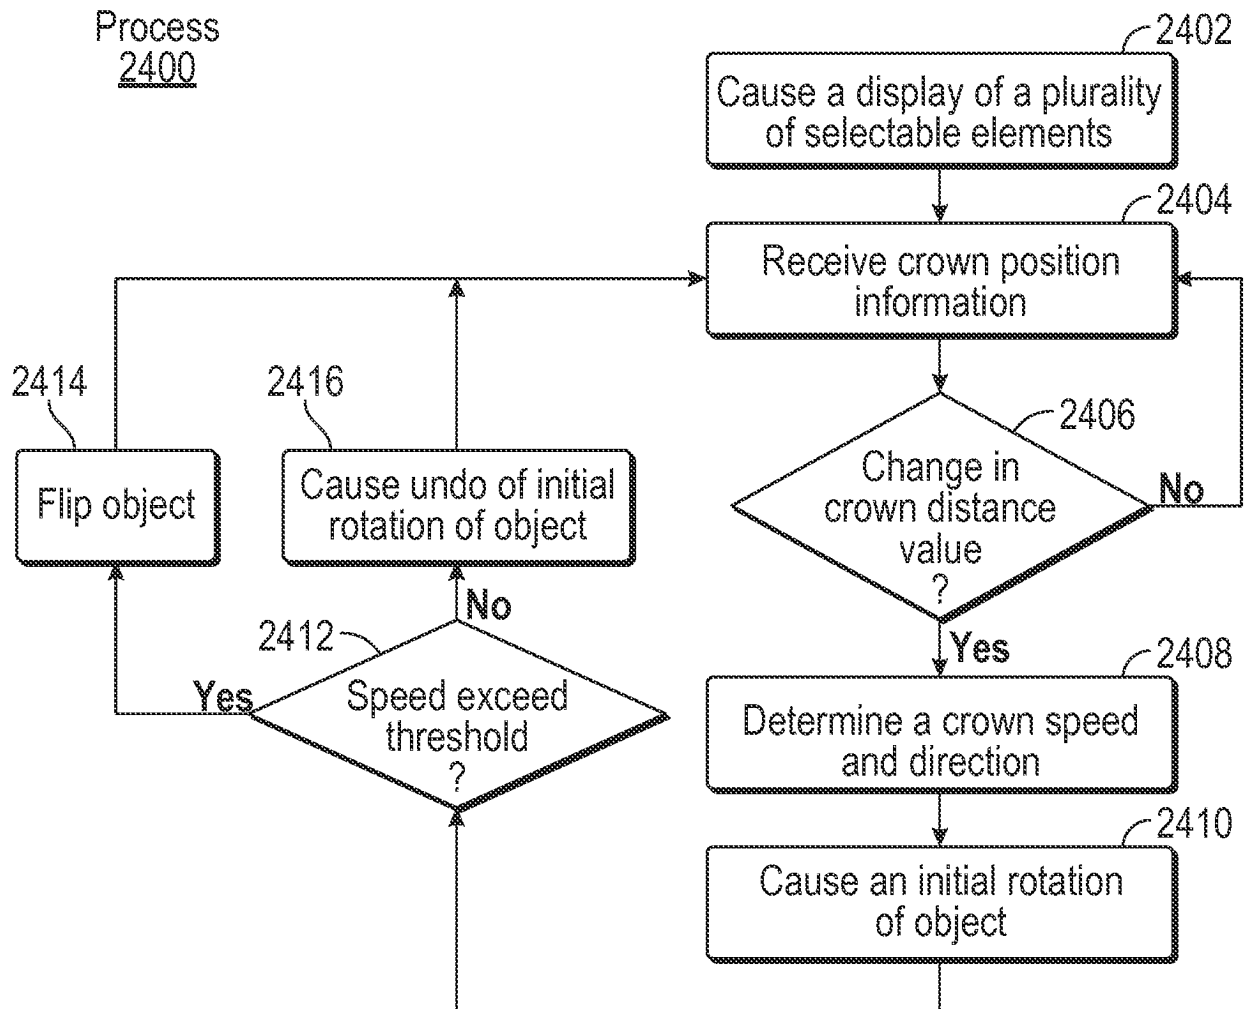 Process
2400
2402
Cause a display of a plurality
of selectable elements
2404
Receive crown position
information
2406
Change in
crown distance
value
?
No
Yes
2408
Determine a crown speed
and direction
2410
Cause an initial rotation
of object
2412
Speed exceed
threshold
?
Yes
No
2414
Flip object
2416
Cause undo of initial
rotation of object